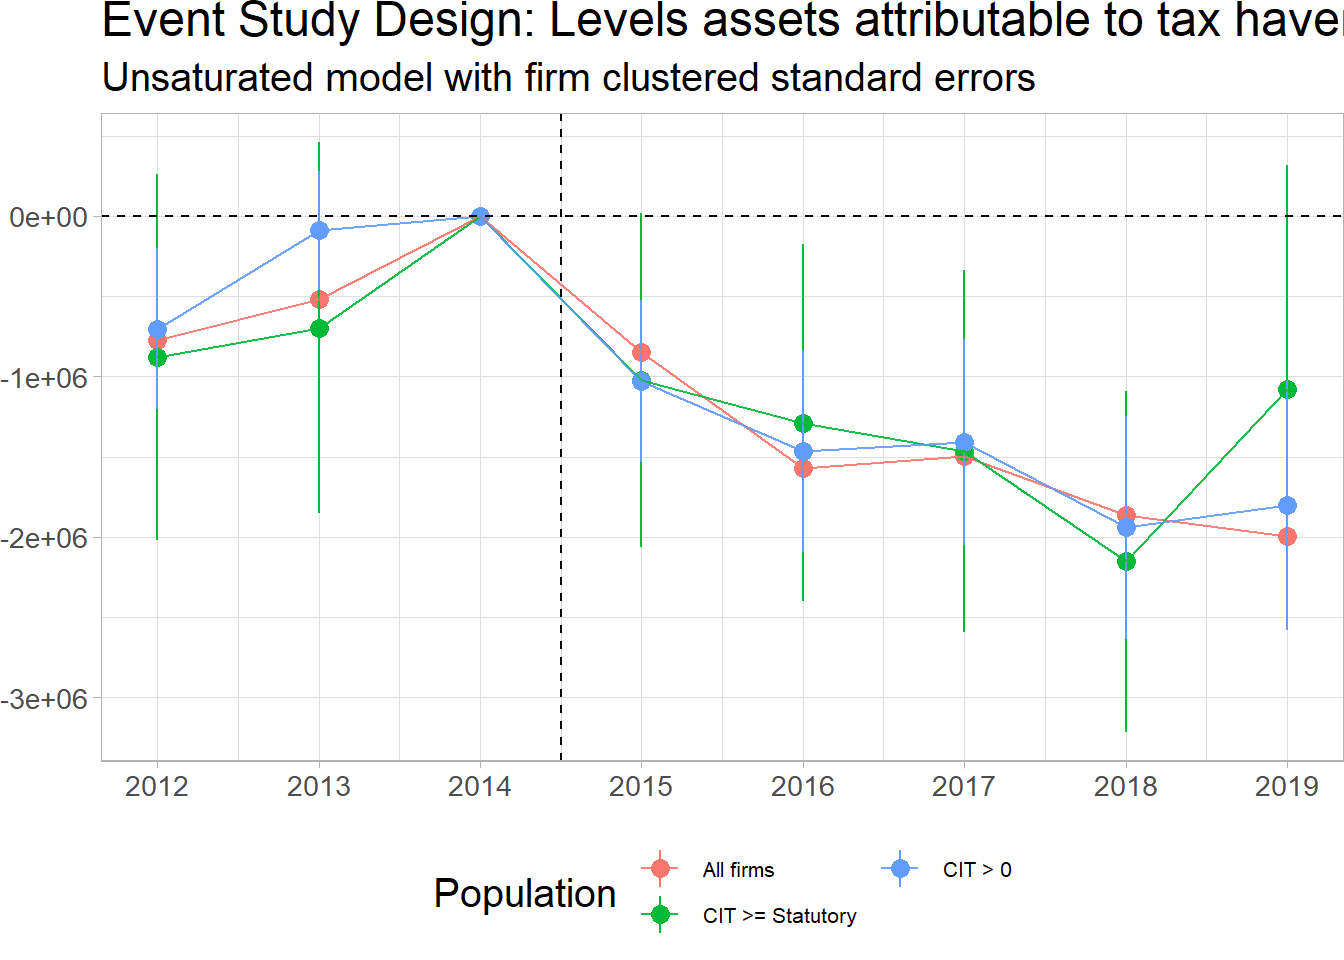 Event Study Design: Levels assets attributable to tax
Unsaturated model with firm clustered standard errors
0e+00
-1e+06
-2e+06
-3e+06
2012 2013 2014 2015 2016 2017 2018 2019
Population
All firms
CIT > 0
CIT >= Statutory